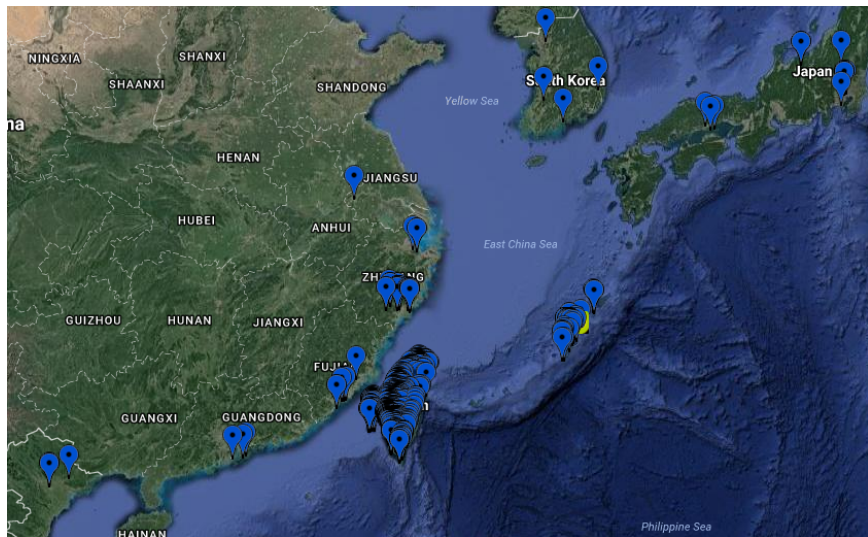 NINGXIA
SHANXI
SHAANXI
SHANDONG
South Korea
Japan
Yellow Sea
na
HENAN
JIANGSU
HUBEI
ANHUI
East China Sea
GUIZHOU
HUNAN
JIANGXI
GUANGXI
GUANGDONG
HAINAN
Philippine Sea